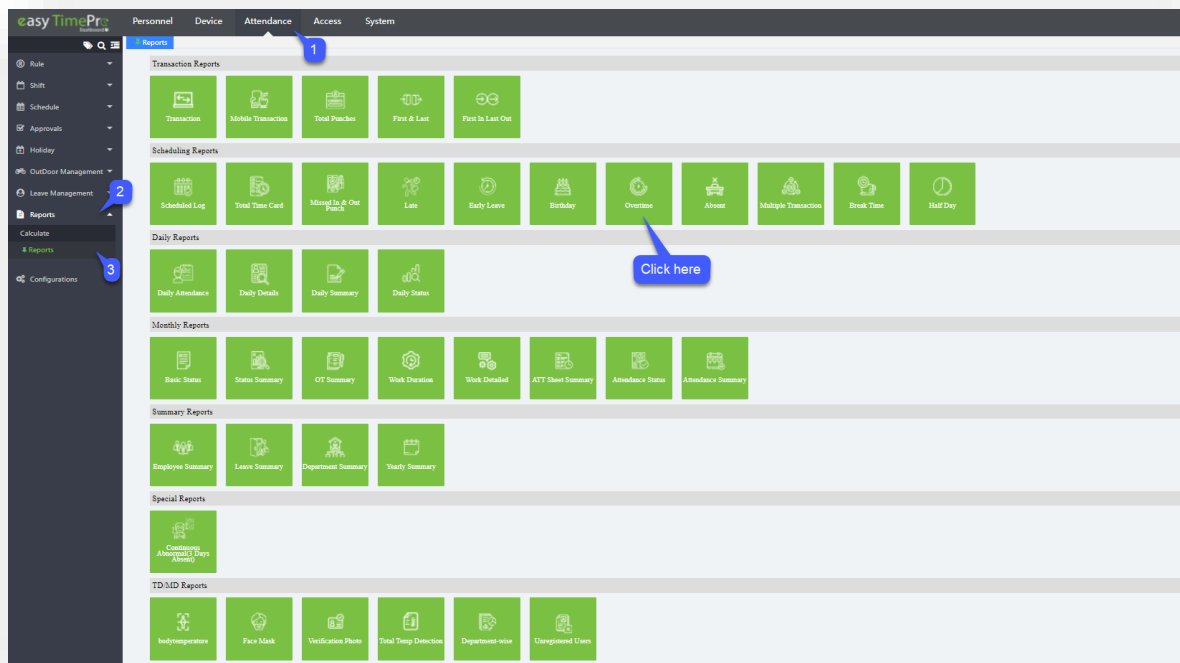 easy TimePro
Dashboard
Personnel Device Attendance Access System
Reports
1
Rule
Shift
Schedule
Approvals
Holiday
OutDoor Management
Leave Management
2
Reports
Calculate
Reports
3
Configurations
Transaction Reports
Transaction
Mobile Transaction
Total Punches
First & Last
First In Last Out
Scheduling Reports
Scheduled Log
Total Time Card
Missed In & Out
Punch
Late
Early Leave
Birthday
Overtime
Absent
Multiple Transaction
Break Time
Half Day
Click here
Daily Reports
Daily Attendance
Daily Details
Daily Summary
Daily Status
Monthly Reports
Basic Status
Status Summary
OT Summary
Work Duration
Work Detailed
ATT Sheet Summary
Attendance Status
Attendance Summary
Summary Reports
Employee Summary
Leave Summary
Department Summary
Yearly Summary
Special Reports
Continuous
Abnormal(3 Days
Absent)
TD/MD Reports
bodytemperature
Face Mask
Verification Photo
Total Temp Detection
Department-wise
Unregistered Users